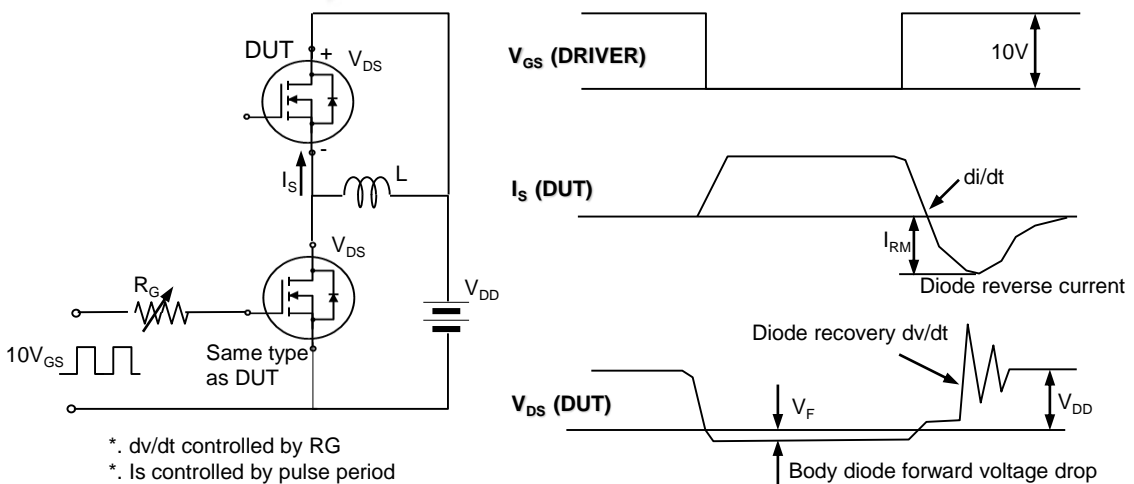 DUT
+
V_DS
-
I_S
L
V_DS
R_G
V_DD
10V_GS
Same type
as DUT
*. dv/dt controlled by RG
*. Is controlled by pulse period
V_GS (DRIVER)
10V
I_S (DUT)
di/dt
I_RM
Diode reverse current
Diode recovery dv/dt
V_DS (DUT)
V_F
V_DD
Body diode forward voltage drop